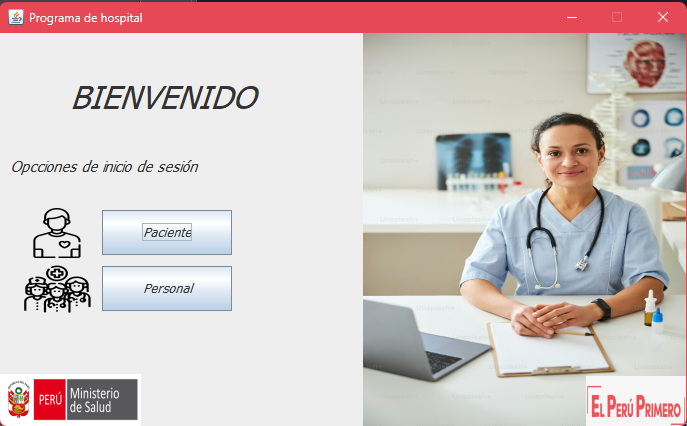 Programa de hospital
BIENVENIDO
Opcciones de inicio de sesión
Paciente
Personal
PERÚ
Ministerio
de Salud
EL PERÚ PRIMERO